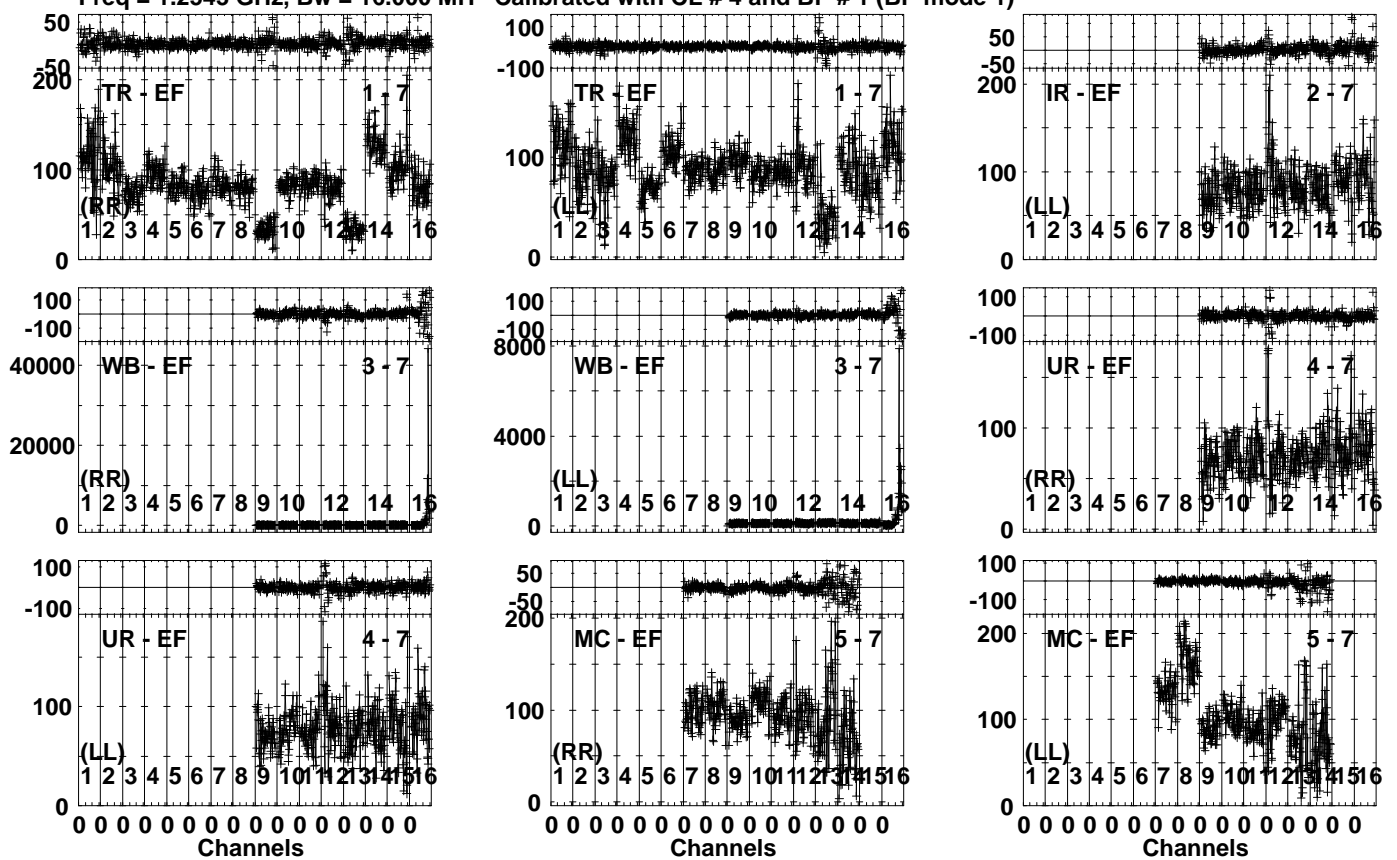 Freq = 1.2543 GHz, Bw = 16.000 MH Calibrated with CL # 4 and BP # 1 (BP mode 1)
50
-50
200
100
0
TR - EF 1 - 7
(RR)
1 2 3 4 5 6 7 8 10 12 14 16
100
-100
100
0
TR - EF 1 - 7
(LL)
1 2 3 4 5 6 7 8 9 10 12 14 16
50
-50
200
100
0
IR - EF 2 - 7
(LL)
1 2 3 4 5 6 7 8 9 10 12 14 16
100
-100
40000
20000
0
WB - EF 3 - 7
(RR)
1 2 3 4 5 6 7 8 9 10 12 14 16
100
-100
8000
4000
0
WB - EF 3 - 7
(LL)
1 2 3 4 5 6 7 8 9 10 12 14 16
100
-100
100
0
UR - EF 4 - 7
(RR)
1 2 3 4 5 6 7 8 9 10 12 14 16
100
-100
100
0
UR - EF 4 - 7
(LL)
1 2 3 4 5 6 7 8 9 10 11 12 13 14 15 16
0 0 0 0 0 0 0 0 0 0 0 0 0 0 0 0
Channels
50
-50
200
100
0
MC - EF 5 - 7
(RR)
1 2 3 4 5 6 7 8 9 10 11 12 13 14 15 16
0 0 0 0 0 0 0 0 0 0 0 0 0 0 0 0
Channels
-100
200
100
0
MC - EF 5 - 7
(LL)
1 2 3 4 5 6 7 8 9 10 11 12 13 14 15 16
0 0 0 0 0 0 0 0 0 0 0 0 0 0 0 0
Channels